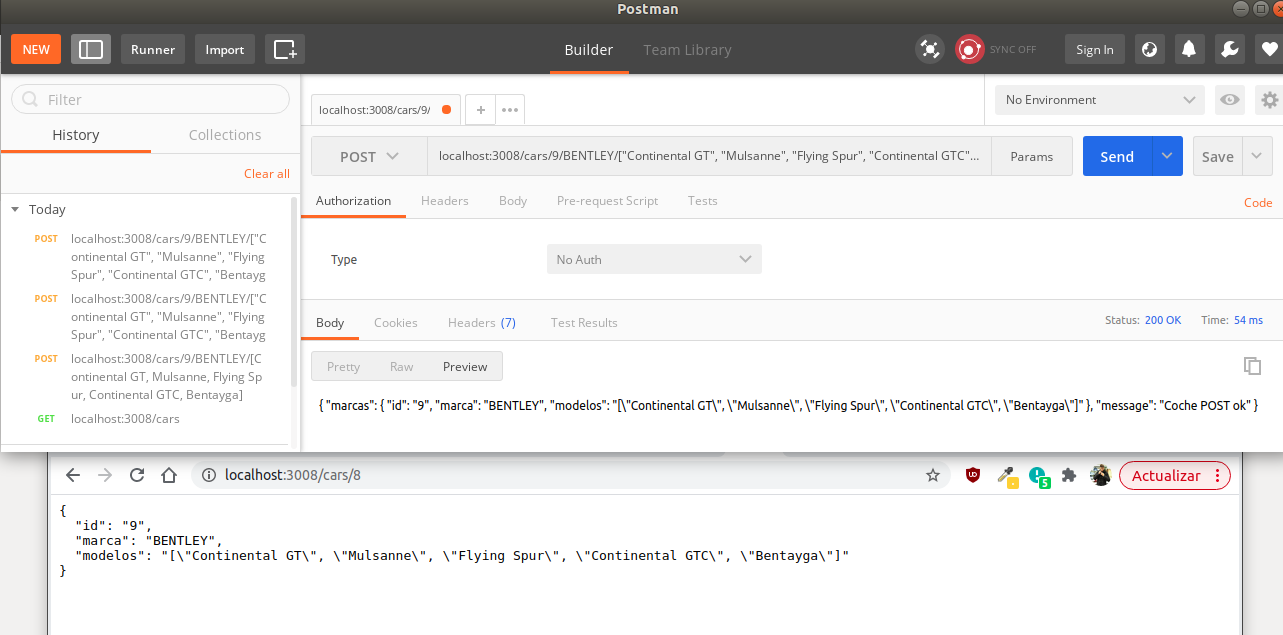 Postman
NEW
Runner
Import
Builder
Team Library
SYNC OFF
Sign In
Filter
History
Collections
Clear all
Today
POST
localhost:3008/cars/9/BENTLEY/["C
ontinental GT", "Mulsanne", "Flying
Spur", "Continental GTC", "Bentayg
POST
localhost:3008/cars/9/BENTLEY/["C
ontinental GT", "Mulsanne", "Flying
Spur", "Continental GTC", "Bentayg
POST
localhost:3008/cars/9/BENTLEY/[C
ontinental GT, Mulsanne, Flying Sp
ur, Continental GTC, Bentayga]
GET
localhost:3008/cars
localhost:3008/cars/9/
No Environment
POST
localhost:3008/cars/9/BENTLEY/["Continental GT", "Mulsanne", "Flying Spur", "Continental GTC"...
Params
Send
Save
Authorization
Headers
Body
Pre-request Script
Tests
Code
Type
No Auth
Body
Cookies
Headers (7)
Test Results
Status: 200 OK
Time: 54 ms
Pretty
Raw
Preview
{ "marcas": { "id": "9", "marca": "BENTLEY", "modelos": "[\"Continental GT\", \"Mulsanne\", \"Flying Spur\", \"Continental GTC\", \"Bentayga\"]" }, "message": "Coche POST ok" }
localhost:3008/cars/8
5
Actualizar
{
"id": "9",
"marca": "BENTLEY",
"modelos": "[\"Continental GT\", \"Mulsanne\", \"Flying Spur\", \"Continental GTC\", \"Bentayga\"]"
}